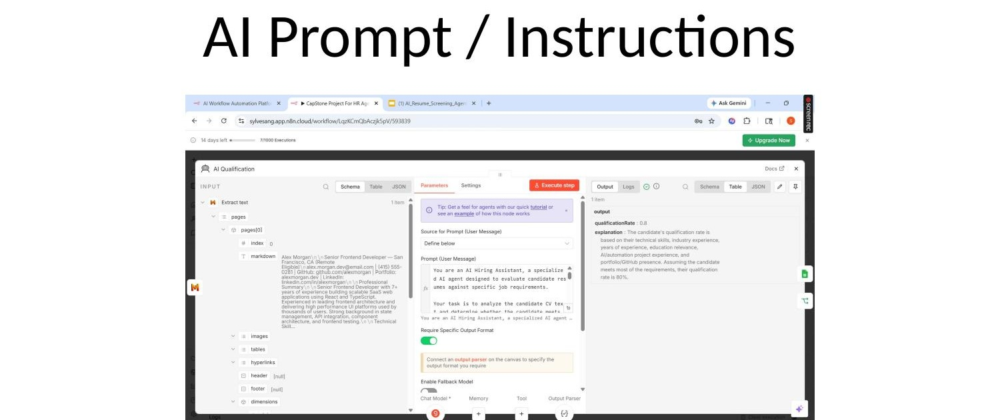 AI Prompt / Instructions
AI Workflow Automation Platfo
▶ CapStone Project For HR Age
(1) AI_Resume_Screening_Agen
Ask Gemini
screenrec
sylvesang.app.n8n.cloud/workflow/LqzKCmQbAczjk5pV/593839
14 days left
7/1000 Executions
Upgrade Now
AI Qualification
Docs
INPUT
Schema
Table
JSON
Parameters
Settings
Execute step
Output
Logs
Schema
Table
JSON
Extract text
1 item
pages
pages[0]
index
0
markdown
Alex Morgan\n\nSenior Frontend Developer — San
Francisco, CA (Remote
Eligible)\nalex.morgan.dev@email.com | (415) 555-
0281 | GitHub: github.com/alexmorgan | Portfolio:
alexmorgan.dev | LinkedIn:
linkedin.com/in/alexmorgan\n\nProfessional
Summary\n\nSenior Frontend Developer with 7+
years of experience building scalable SaaS web
applications using React and TypeScript.
Experienced in leading frontend architecture and
delivering high performance UI platforms used by
thousands of users. Strong background in state
management, API integration, component
architecture, and frontend testing.\n\nTechnical
Skill...
images
tables
hyperlinks
header
[null]
footer
[null]
dimensions
Tip: Get a feel for agents with our quick tutorial or
see an example of how this node works
Source for Prompt (User Message)
Define below
Prompt (User Message)
fx
You are an AI Hiring Assistant, a specialize
d AI agent designed to evaluate candidate res
umes against specific job requirements.
Your task is to analyze the candidate CV tex
t and determine whether the candidate meets
You are an AI Hiring Assistant, a specialized AI agent …
Require Specific Output Format
Connect an output parser on the canvas to specify the
output format you require
Enable Fallback Model
Chat Model *
Memory
Tool
Output Parser
1 item
output
qualificationRate : 0.8
explanation : The candidate's qualification rate is
based on their technical skills, industry experience,
years of experience, education relevance,
AI/automation project experience, and
portfolio/GitHub presence. Assuming the candidate
meets most of the requirements, their qualification
rate is 80%.
Logs
Clear execution